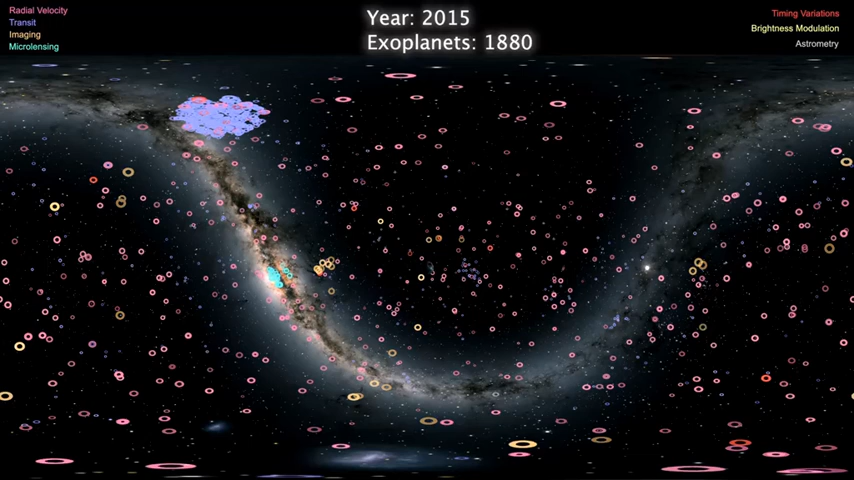 Radial Velocity
Transit
Imaging
Microlensing
Year: 2015
Exoplanets: 1880
Timing Variations
Brightness Modulation
Astrometry